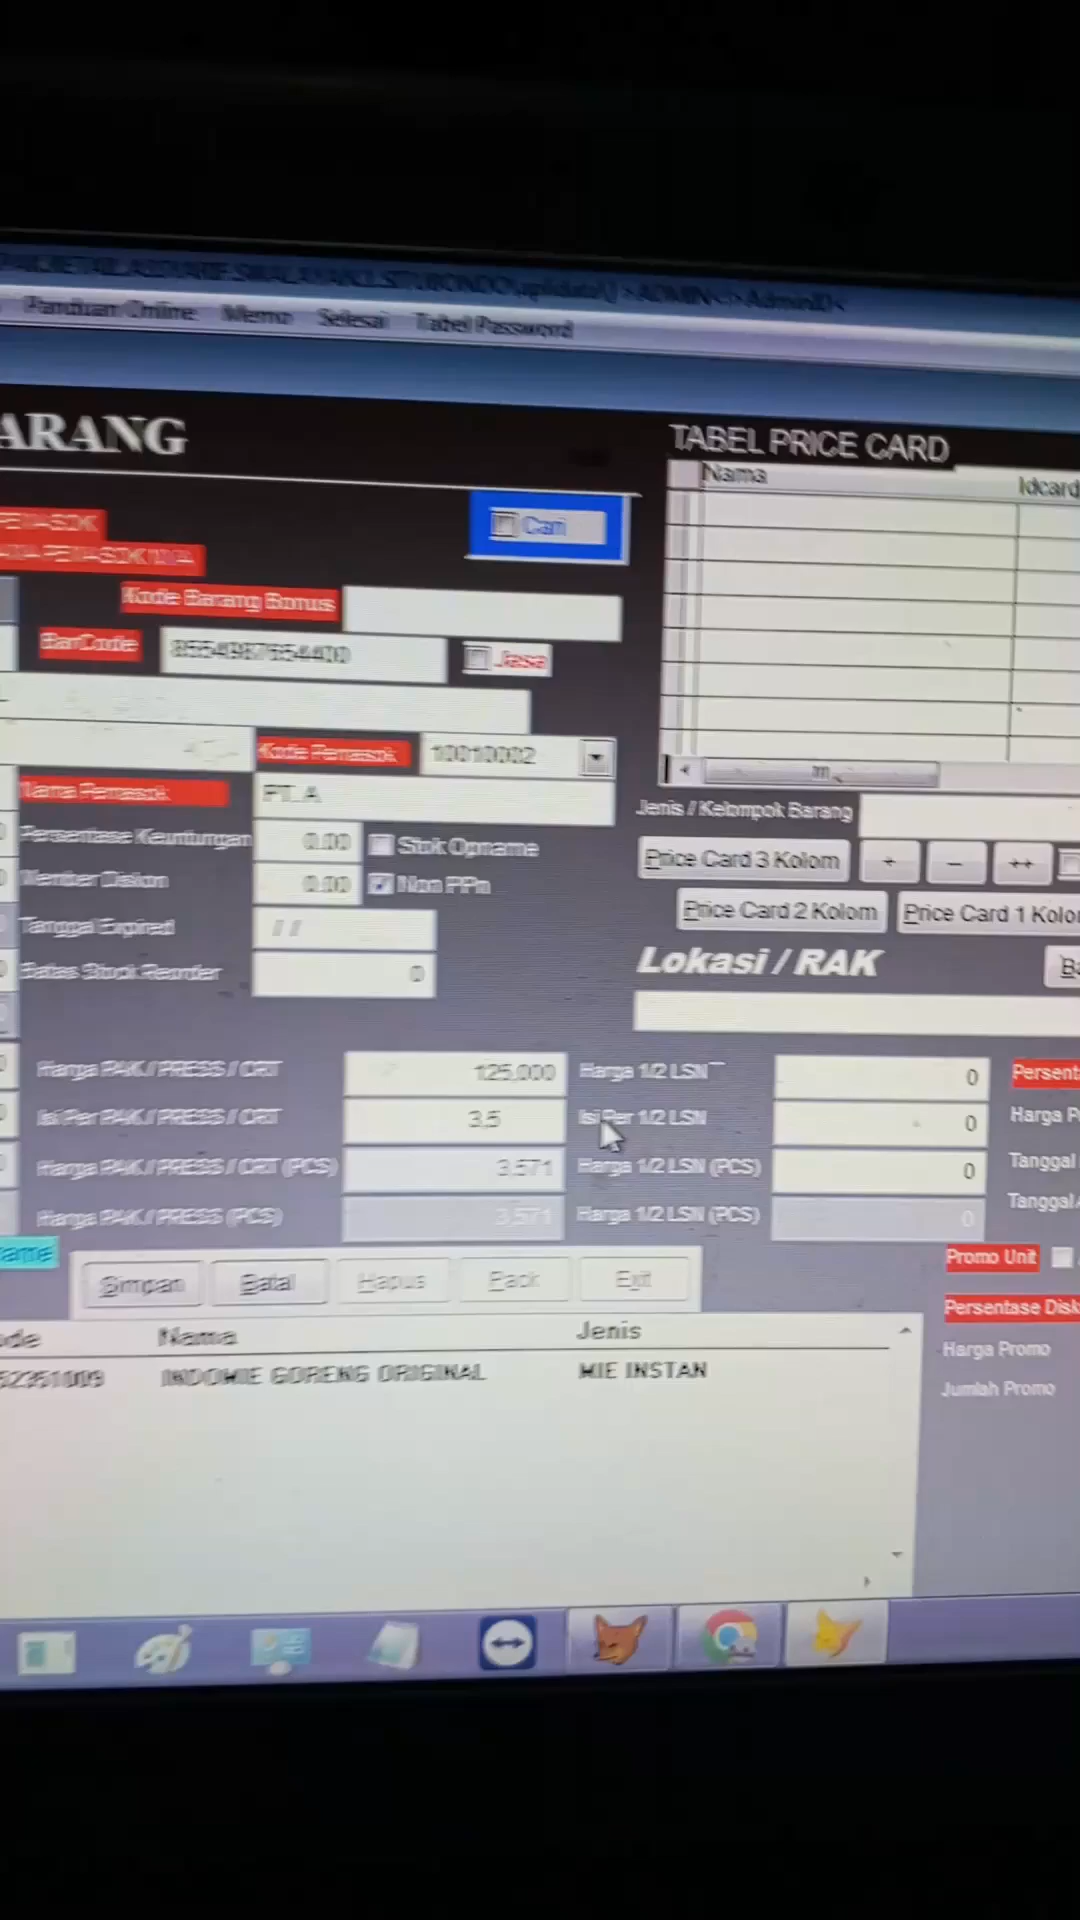 Panduan Online Memo Selesai Tabel Password
ARANG
Cari
Kode Barang Bonus
BarCode
Jasa
Kode Pemasok 10010002
Nama Pemasok PT. A
Persentase Keuntungan 0.00 Stok Opname
Member Diskon 0.00 Non PPn
Tanggal Expired / /
Batas Stock Reorder 0
TABEL PRICE CARD
Nama Idcard
Jenis / Kelompok Barang
Price Card 3 Kolom + - ++
Price Card 2 Kolom Price Card 1 Kolo
Lokasi / RAK
Harga PAK / PRESS / CRT 125,000 Harga 1/2 LSN 0
Isi Per PAK / PRESS / CRT 3.5 Isi Per 1/2 LSN 0
Harga PAK / PRESS / CRT (PCS) 3,571 Harga 1/2 LSN (PCS) 0
Harga PAK / PRESS (PCS) 3,571 Harga 1/2 LSN (PCS) 0
Persent
Harga P
Tanggal
Tanggal
Simpan Batal Hapus Pack Exit
Promo Unit
Persentase Disk
Harga Promo
Jumlah Promo
ode Nama Jenis
INDOMIE GORENG ORIGINAL MIE INSTAN